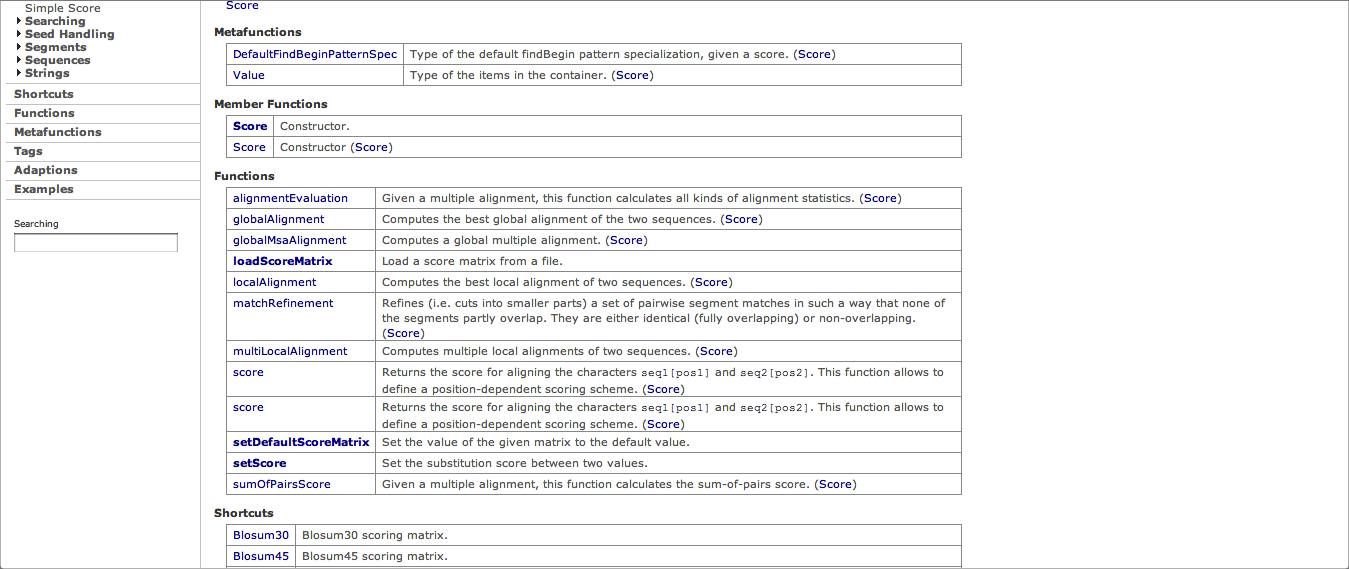 Simple Score
Searching
Seed Handling
Segments
Sequences
Strings
Shortcuts
Functions
Metafunctions
Tags
Adaptions
Examples
Searching
Score
Metafunctions
DefaultFindBeginPatternSpec Type of the default findBegin pattern specialization, given a score. (Score)
Value Type of the items in the container. (Score)
Member Functions
Score Constructor.
Score Constructor (Score)
Functions
alignmentEvaluation Given a multiple alignment, this function calculates all kinds of alignment statistics. (Score)
globalAlignment Computes the best global alignment of the two sequences. (Score)
globalMsaAlignment Computes a global multiple alignment. (Score)
loadScoreMatrix Load a score matrix from a file.
localAlignment Computes the best local alignment of two sequences. (Score)
matchRefinement Refines (i.e. cuts into smaller parts) a set of pairwise segment matches in such a way that none of
the segments partly overlap. They are either identical (fully overlapping) or non-overlapping.
(Score)
multiLocalAlignment Computes multiple local alignments of two sequences. (Score)
score Returns the score for aligning the characters seq1[pos1] and seq2[pos2]. This function allows to
define a position-dependent scoring scheme. (Score)
score Returns the score for aligning the characters seq1[pos1] and seq2[pos2]. This function allows to
define a position-dependent scoring scheme. (Score)
setDefaultScoreMatrix Set the value of the given matrix to the default value.
setScore Set the substitution score between two values.
sumOfPairsScore Given a multiple alignment, this function calculates the sum-of-pairs score. (Score)
Shortcuts
Blosum30 Blosum30 scoring matrix.
Blosum45 Blosum45 scoring matrix.